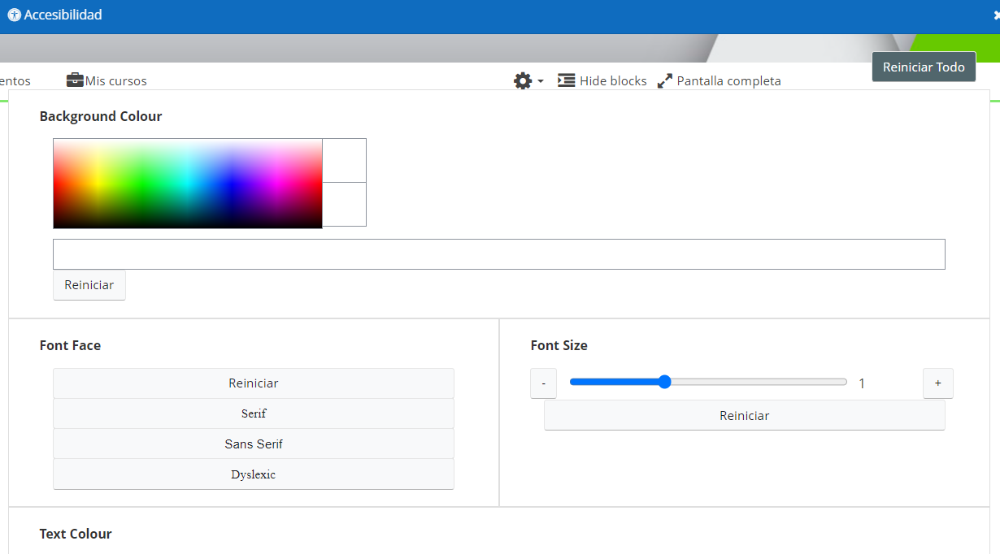 Accesibilidad
Reiniciar Todo
entos Mis cursos Hide blocks Pantalla completa
Background Colour
Reiniciar
Font Face
Reiniciar
Serif
Sans Serif
Dyslexic
Font Size
- 1 +
Reiniciar
Text Colour